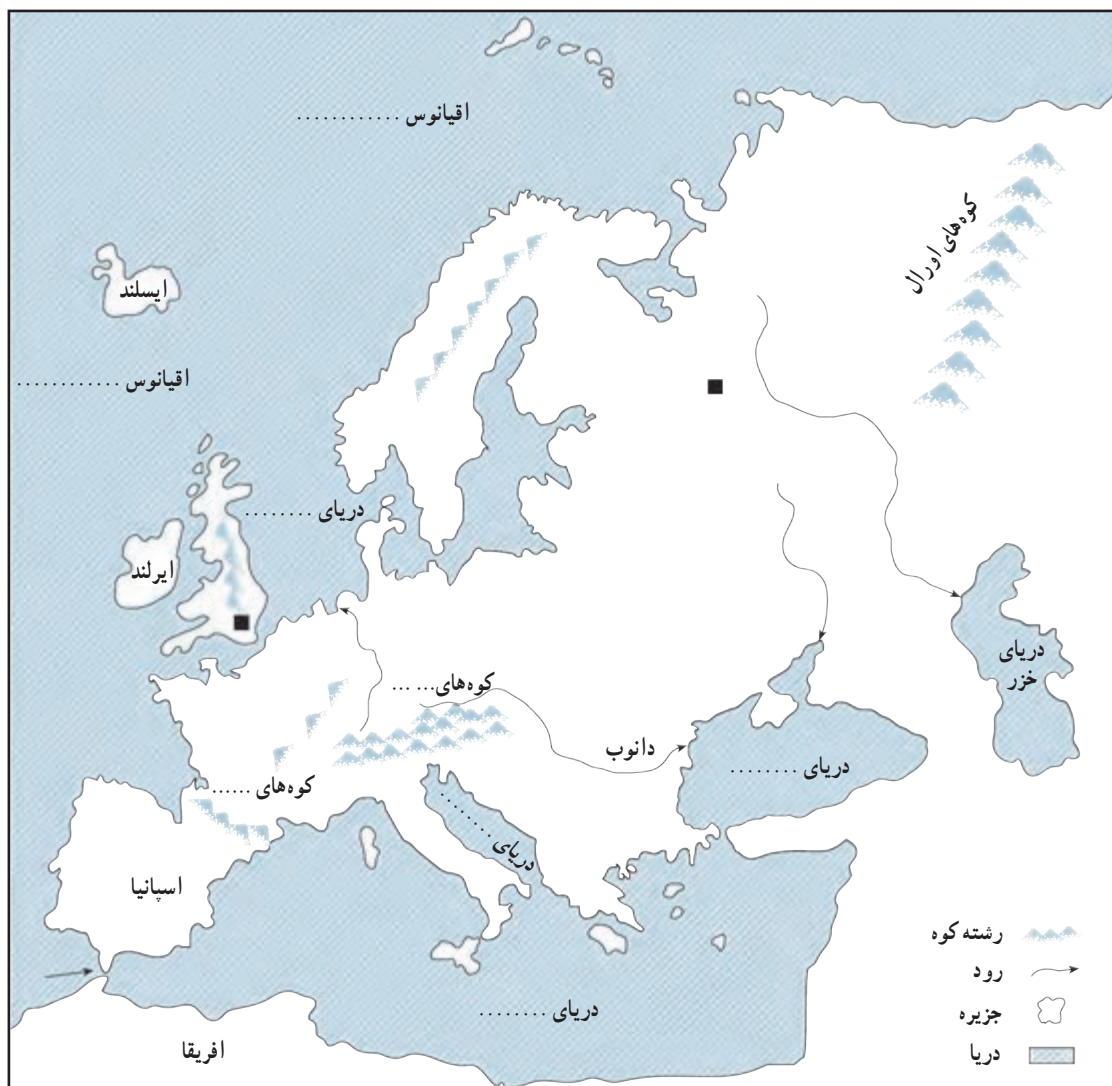 اقیانوس ............
کوه‌های اورال
ایسلند
اقیانوس ............
دریای ........
ایرلند
دریای
خزر
کوه‌های... ...
دانوب
دریای ........
کوه‌های ......
دریای ........
اسپانیا
رشته کوه
رود
جزیره
دریا
دریای ........
افریقا